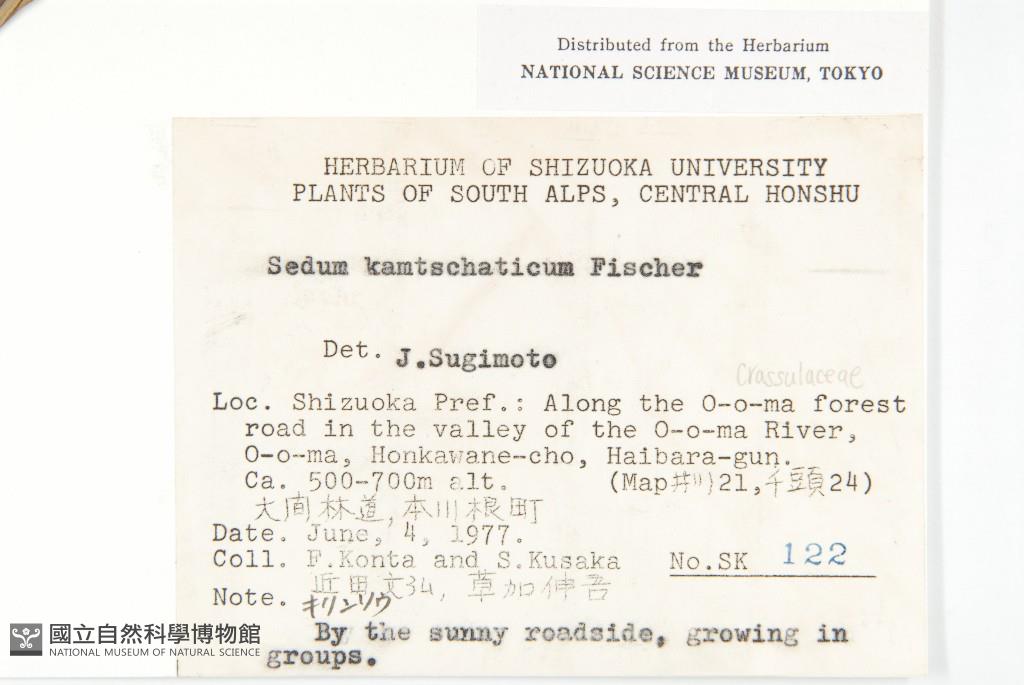 Distributed from the Herbarium
NATIONAL SCIENCE MUSEUM, TOKYO
HERBARIUM OF SHIZUOKA UNIVERSITY
PLANTS OF SOUTH ALPS, CENTRAL HONSHU
Sedum kamtschaticum Fischer
Det. J.Sugimoto
Crassulaceae
Loc. Shizuoka Pref.: Along the O-o-ma forest
road in the valley of the O-o-ma River,
O-o-ma, Honkawane-cho, Haibara-gun.
Ca. 500-700m alt. (Map井川21,千頭24)
大間林道,本川根町
Date. June, 4, 1977.
Coll. F.Konta and S.Kusaka No.SK 122
近田文弘, 草加伸吾
Note. キリンソウ
By the sunny roadside, growing in
groups.
國立自然科學博物館
NATIONAL MUSEUM OF NATURAL SCIENCE